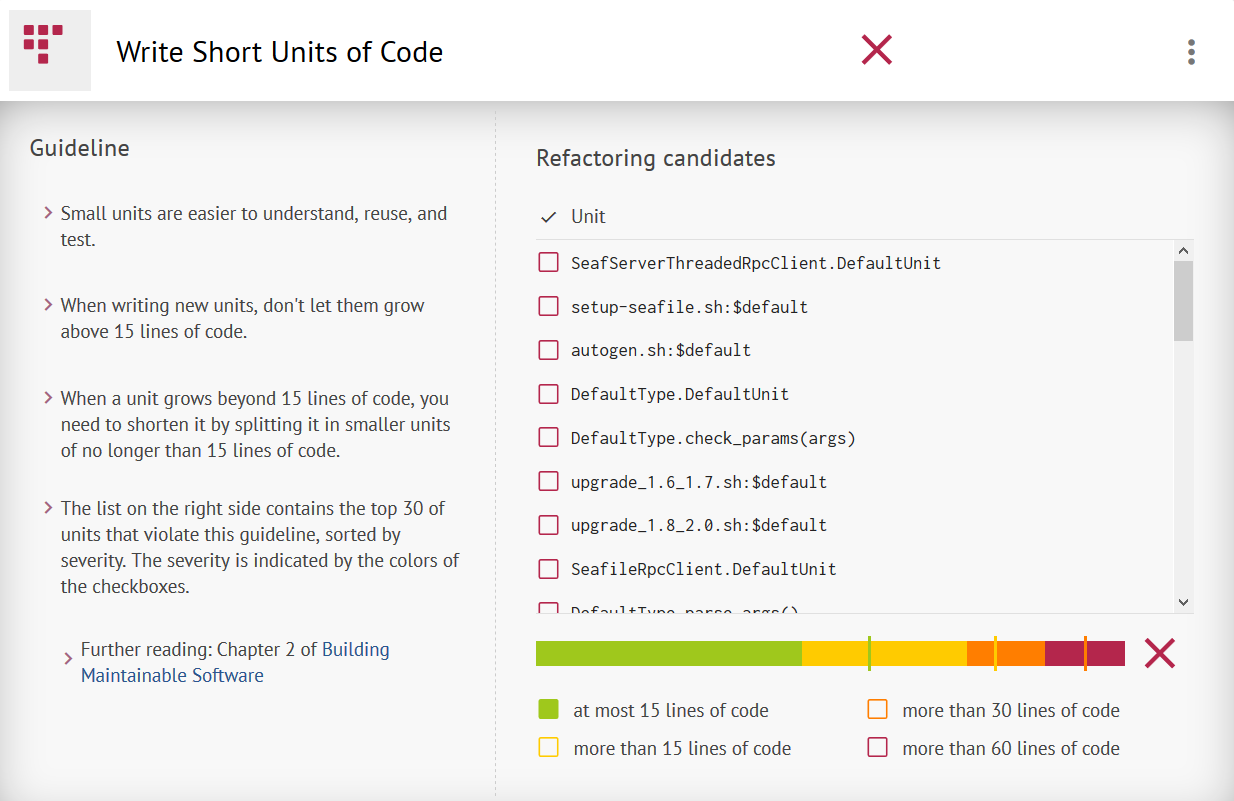 Write Short Units of Code
Guideline
Small units are easier to understand, reuse, and
test.
When writing new units, don't let them grow
above 15 lines of code.
When a unit grows beyond 15 lines of code, you
need to shorten it by splitting it in smaller units
of no longer than 15 lines of code.
The list on the right side contains the top 30 of
units that violate this guideline, sorted by
severity. The severity is indicated by the colors of
the checkboxes.
Further reading: Chapter 2 of Building
Maintainable Software
Refactoring candidates
Unit
SeafServerThreadedRpcClient.DefaultUnit
setup-seafile.sh:$default
autogen.sh:$default
DefaultType.DefaultUnit
DefaultType.check_params(args)
upgrade_1.6_1.7.sh:$default
upgrade_1.8_2.0.sh:$default
SeafileRpcClient.DefaultUnit
DefaultType.parse_args()
at most 15 lines of code
more than 30 lines of code
more than 15 lines of code
more than 60 lines of code